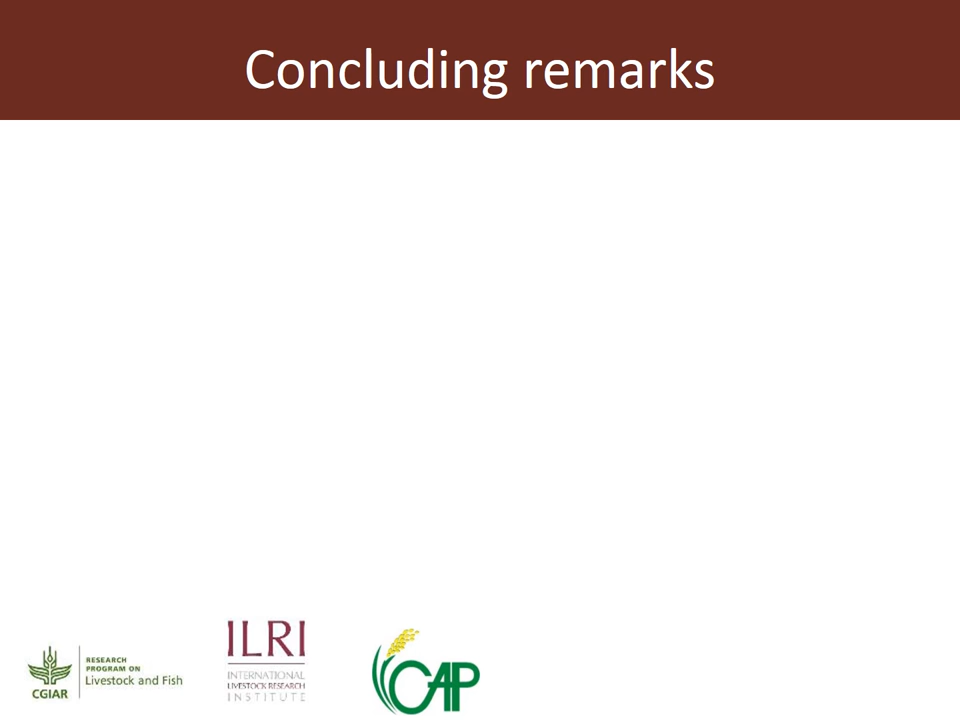 Concluding remarks
CGIAR
RESEARCH
PROGRAM ON
Livestock and Fish
ILRI
INTERNATIONAL
LIVESTOCK RESEARCH
INSTITUTE
CAP